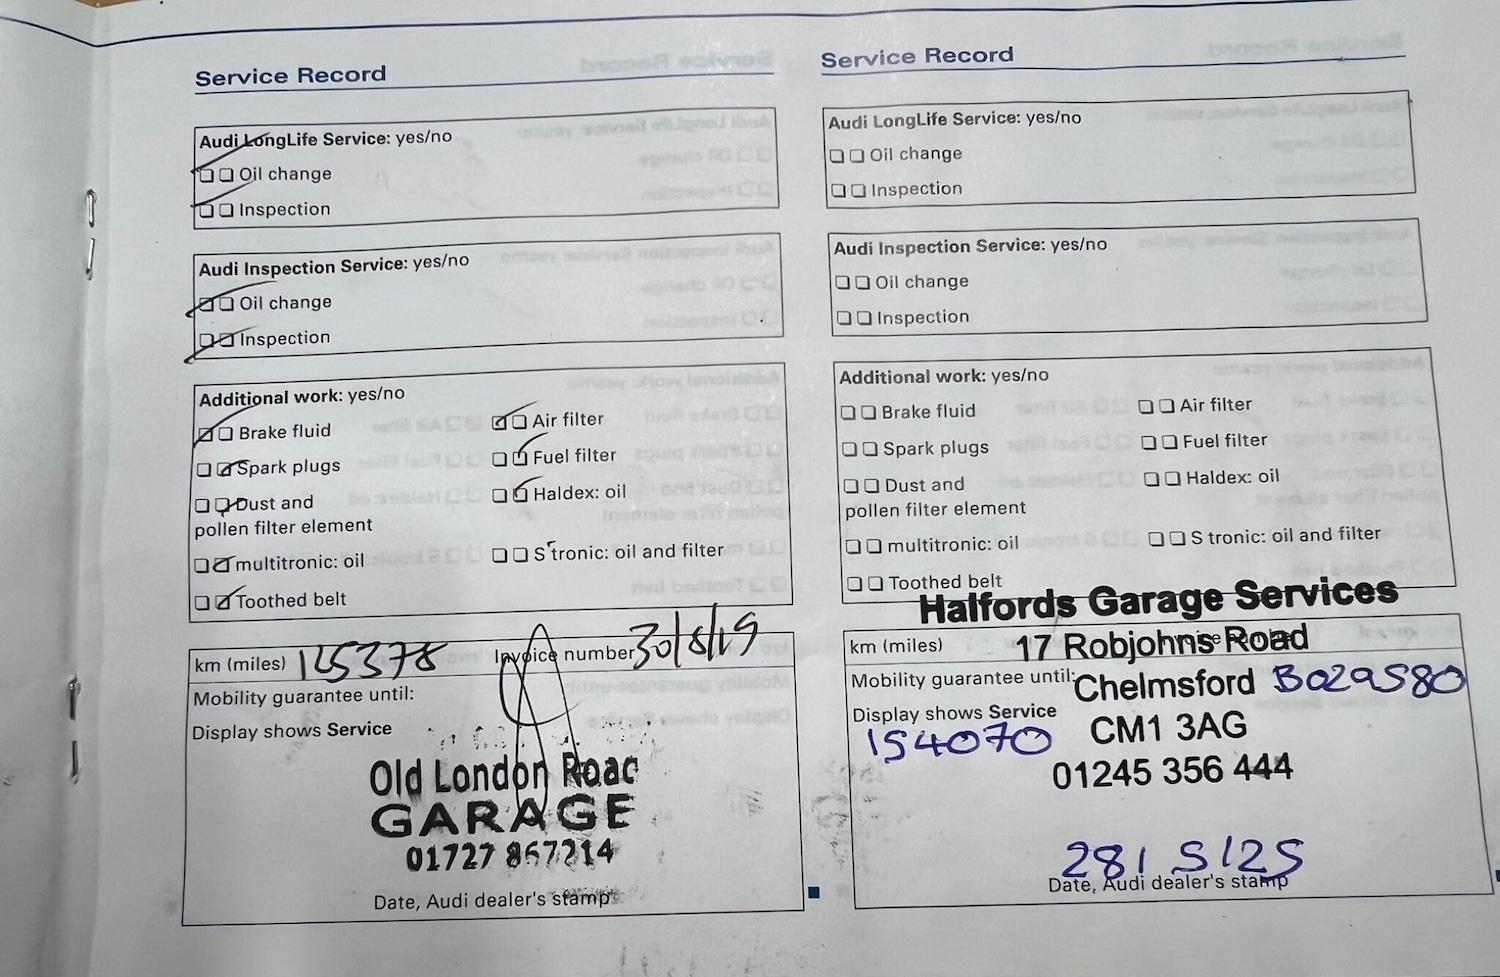 Service Record
Audi LongLife Service: yes/no
Oil change
Inspection
Audi Inspection Service: yes/no
Oil change
Inspection
Additional work: yes/no
Brake fluid
Air filter
Spark plugs
Fuel filter
Dust and
pollen filter element
Haldex: oil
multitronic: oil
S tronic: oil and filter
Toothed belt
km (miles) 125378 Invoice number 30/8/19
Mobility guarantee until:
Display shows Service
Old London Road
GARAGE
01727 867214
Date, Audi dealer's stamp
Service Record
Audi LongLife Service: yes/no
Oil change
Inspection
Audi Inspection Service: yes/no
Oil change
Inspection
Additional work: yes/no
Brake fluid
Air filter
Spark plugs
Fuel filter
Dust and
pollen filter element
Haldex: oil
multitronic: oil
S tronic: oil and filter
Toothed belt
Halfords Garage Services
km (miles)
17 Robjohns Road
Mobility guarantee until:
Chelmsford B029580
Display shows Service
154070
CM1 3AG
01245 356 444
28/5/25
Date, Audi dealer's stamp